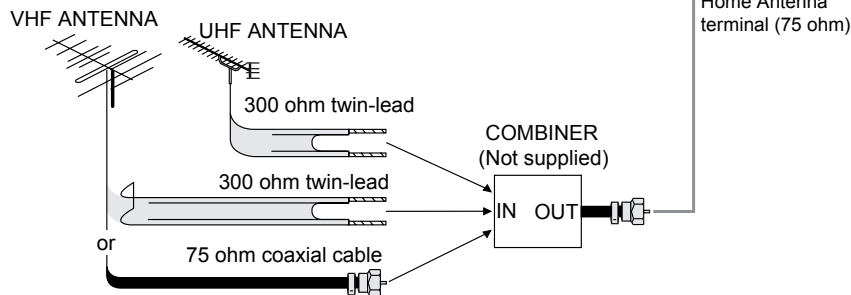 Home Antenna
terminal (75 ohm)
VHF ANTENNA
UHF ANTENNA
300 ohm twin-lead
COMBINER
(Not supplied)
300 ohm twin-lead
IN OUT
or
75 ohm coaxial cable